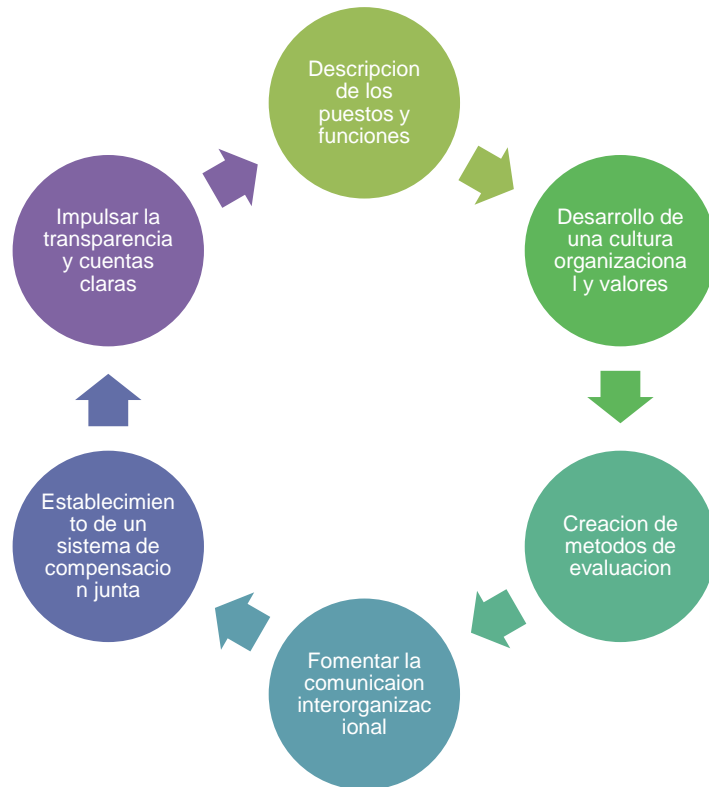 Descripcion
de los
puestos y
funciones
Desarrollo de
una cultura
organizaciona
l y valores
Creacion de
metodos de
evaluacion
Fomentar la
comunicaion
interorganizac
ional
Establecimien
to de un
sistema de
compensacio
n junta
Impulsar la
transparencia
y cuentas
claras